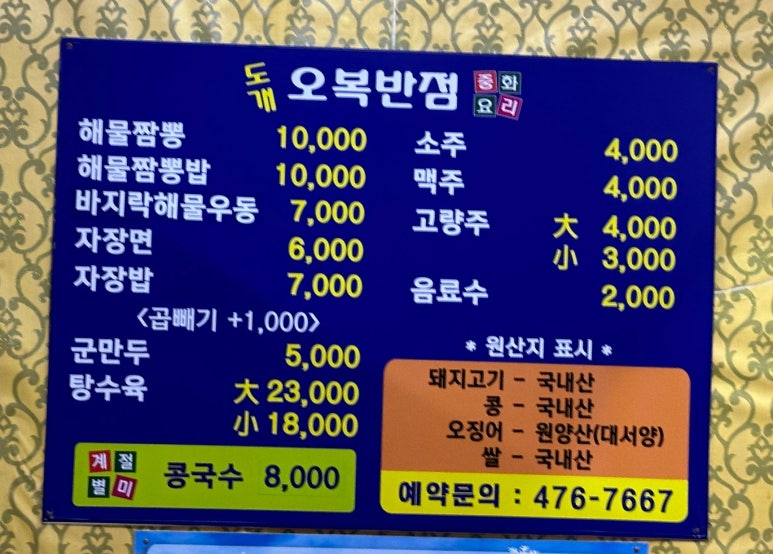 도개 오복반점 중화요리
해물짬뽕 10,000
해물짬뽕밥 10,000
바지락해물우동 7,000
자장면 6,000
자장밥 7,000
<곱빼기 +1,000>
군만두 5,000
탕수육 大 23,000
小 18,000
계절별미 콩국수 8,000
소주 4,000
맥주 4,000
고량주 大 4,000
小 3,000
음료수 2,000
* 원산지 표시 *
돼지고기 - 국내산
콩 - 국내산
오징어 - 원양산(대서양)
쌀 - 국내산
예약문의 : 476-7667